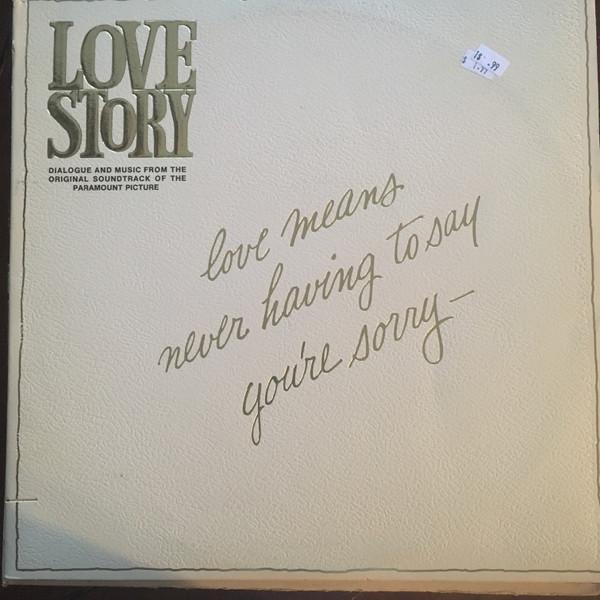 LOVE
STORY
DIALOGUE AND MUSIC FROM THE
ORIGINAL SOUNDTRACK OF THE
PARAMOUNT PICTURE
love means
never having to say
you're sorry—